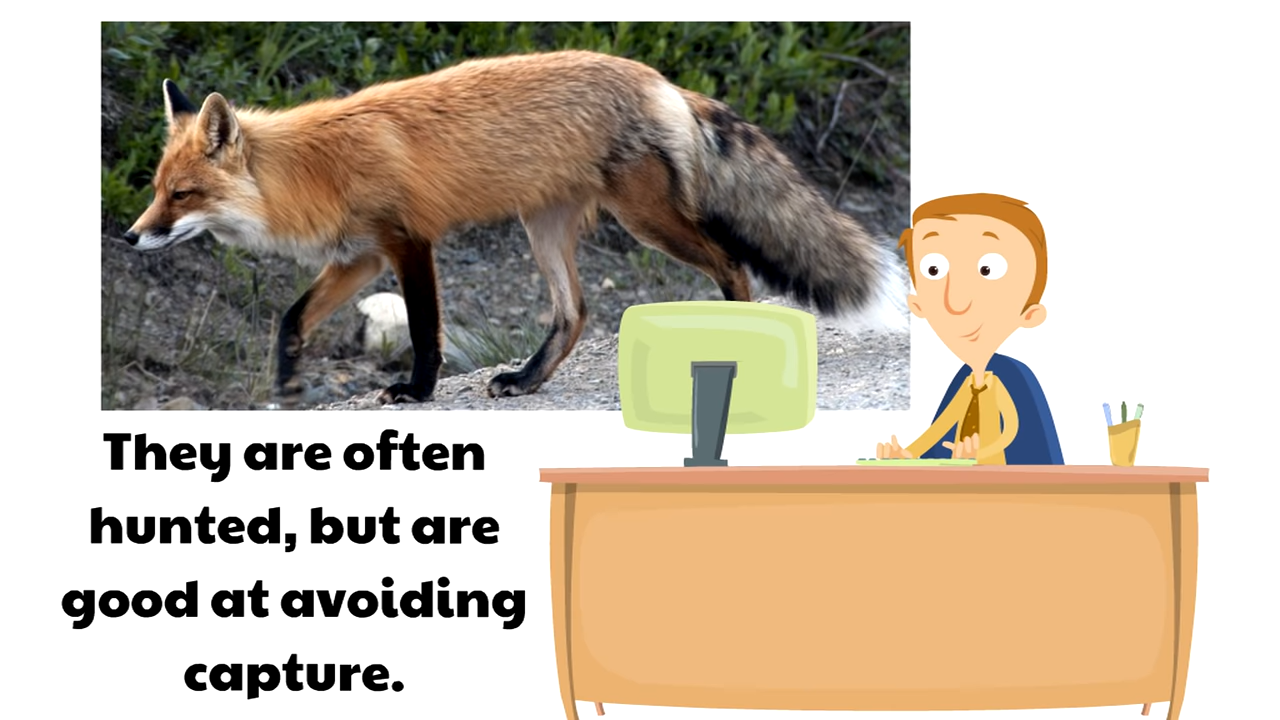 They are often
hunted, but are
good at avoiding
capture.